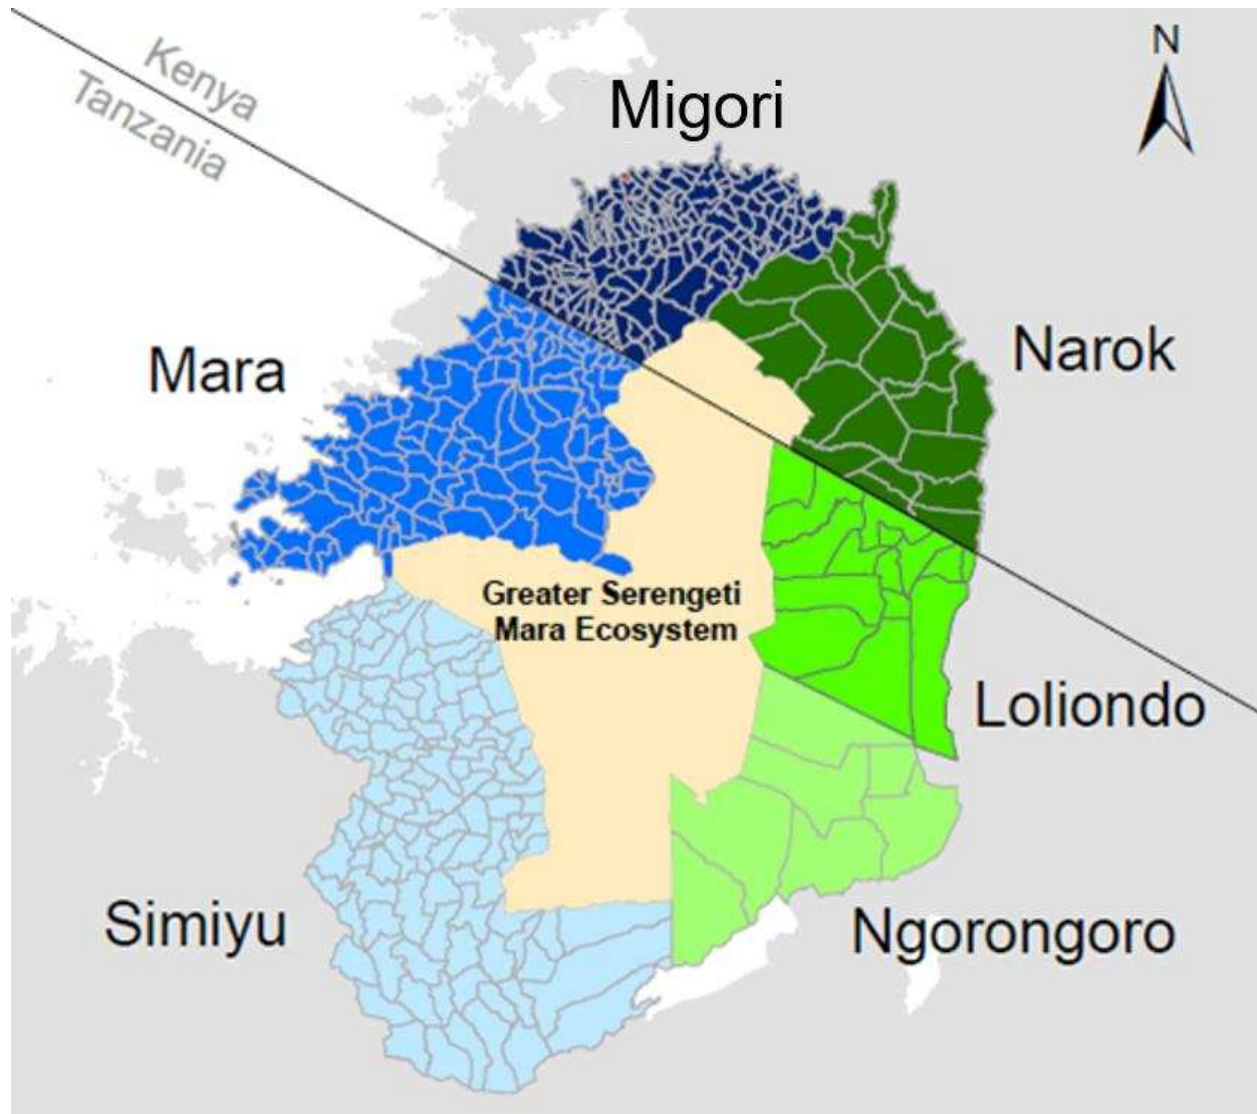 N
Kenya
Tanzania
Migori
Mara
Narok
Greater Serengeti
Mara Ecosystem
Loliondo
Simiyu
Ngorongoro